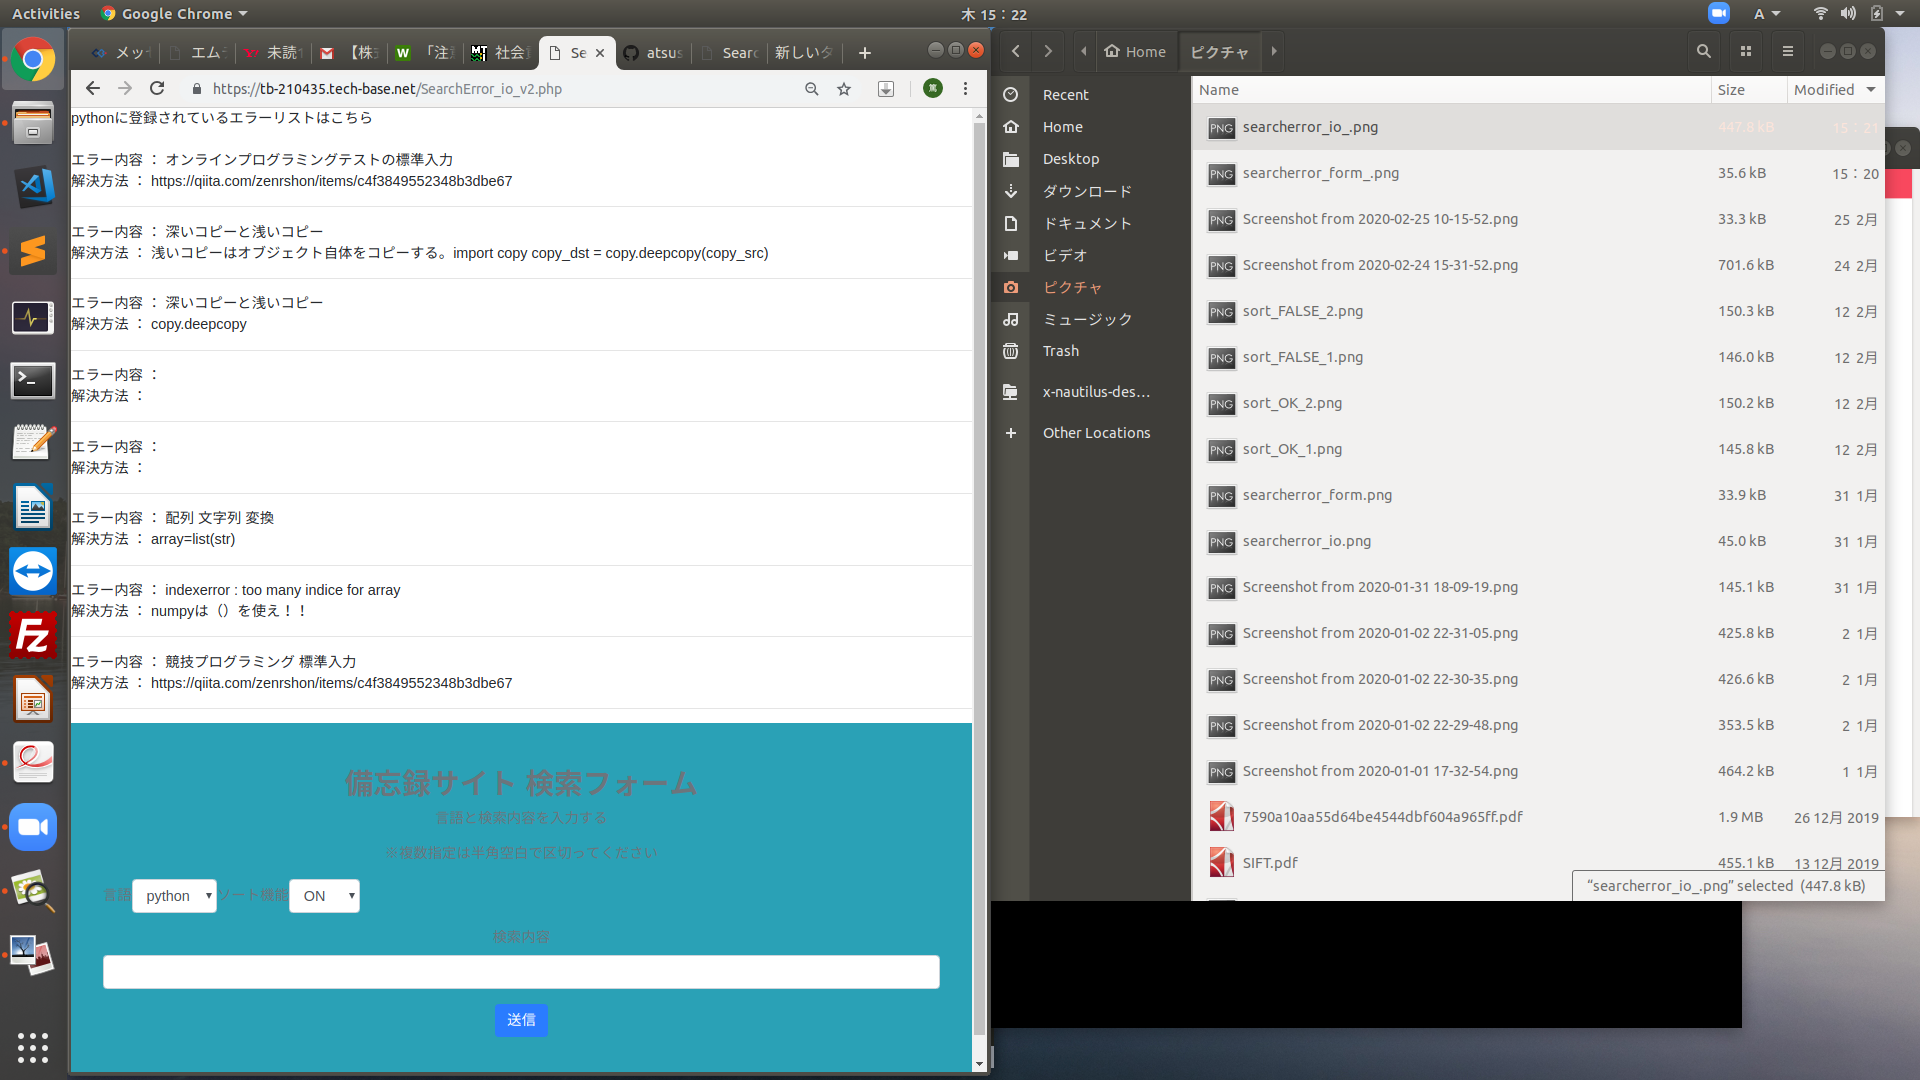 Activities
Google Chrome
木 15：22
A
メッ
エム
未読1
【株
「注
社会
Se
atsus
Sear
新しいタ
https://tb-210435.tech-base.net/SearchError_io_v2.php
篤
pythonに登録されているエラーリストはこちら
エラー内容 ： オンラインプログラミングテストの標準入力
解決方法 ： https://qiita.com/zenrshon/items/c4f3849552348b3dbe67
エラー内容 ： 深いコピーと浅いコピー
解決方法 ： 浅いコピーはオブジェクト自体をコピーする。import copy copy_dst = copy.deepcopy(copy_src)
エラー内容 ： 深いコピーと浅いコピー
解決方法 ： copy.deepcopy
エラー内容 ：
解決方法 ：
エラー内容 ：
解決方法 ：
エラー内容 ： 配列 文字列 変換
解決方法 ： array=list(str)
エラー内容 ： indexerror : too many indice for array
解決方法 ： numpyは（）を使え！！
エラー内容 ： 競技プログラミング 標準入力
解決方法 ： https://qiita.com/zenrshon/items/c4f3849552348b3dbe67
備忘録サイト 検索フォーム
言語と検索内容を入力する
※複数指定は半角空白で区切ってください
言語 python ソート機能 ON
検索内容
送信
Home ピクチャ
Recent
Home
Desktop
ダウンロード
ドキュメント
ビデオ
ピクチャ
ミュージック
Trash
x-nautilus-des…
Other Locations
Name Size Modified
searcherror_io_.png 447.8 kB 15：21
searcherror_form_.png 35.6 kB 15：20
Screenshot from 2020-02-25 10-15-52.png 33.3 kB 25 2月
Screenshot from 2020-02-24 15-31-52.png 701.6 kB 24 2月
sort_FALSE_2.png 150.3 kB 12 2月
sort_FALSE_1.png 146.0 kB 12 2月
sort_OK_2.png 150.2 kB 12 2月
sort_OK_1.png 145.8 kB 12 2月
searcherror_form.png 33.9 kB 31 1月
searcherror_io.png 45.0 kB 31 1月
Screenshot from 2020-01-31 18-09-19.png 145.1 kB 31 1月
Screenshot from 2020-01-02 22-31-05.png 425.8 kB 2 1月
Screenshot from 2020-01-02 22-30-35.png 426.6 kB 2 1月
Screenshot from 2020-01-02 22-29-48.png 353.5 kB 2 1月
Screenshot from 2020-01-01 17-32-54.png 464.2 kB 1 1月
7590a10aa55d64be4544dbf604a965ff.pdf 1.9 MB 26 12月 2019
SIFT.pdf 455.1 kB 13 12月 2019
“searcherror_io_.png” selected (447.8 kB)